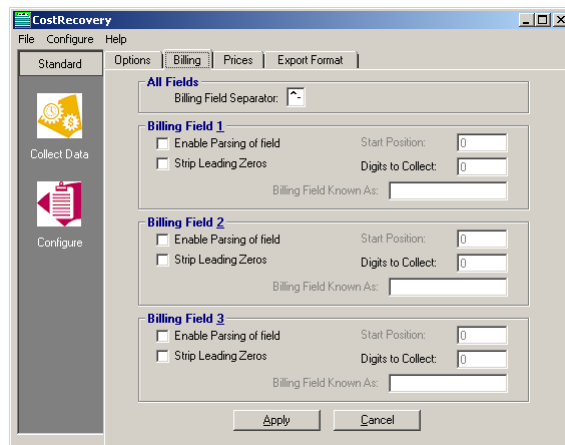 CostRecovery
File Configure Help
Standard
Options Billing Prices Export Format
All Fields
Billing Field Separator: ^-
Collect Data
Configure
Billing Field 1
Enable Parsing of field Start Position: 0
Strip Leading Zeros Digits to Collect: 0
Billing Field Known As:
Billing Field 2
Enable Parsing of field Start Position: 0
Strip Leading Zeros Digits to Collect: 0
Billing Field Known As:
Billing Field 3
Enable Parsing of field Start Position: 0
Strip Leading Zeros Digits to Collect: 0
Billing Field Known As:
Apply Cancel